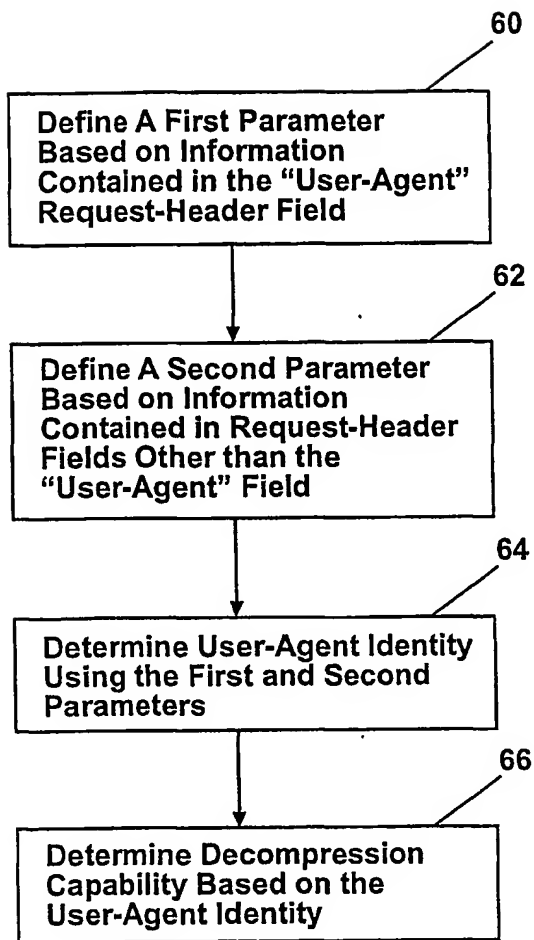 60
Define A First Parameter
Based on Information
Contained in the "User-Agent"
Request-Header Field
62
Define A Second Parameter
Based on Information
Contained in Request-Header
Fields Other than the
"User-Agent" Field
64
Determine User-Agent Identity
Using the First and Second
Parameters
66
Determine Decompression
Capability Based on the
User-Agent Identity